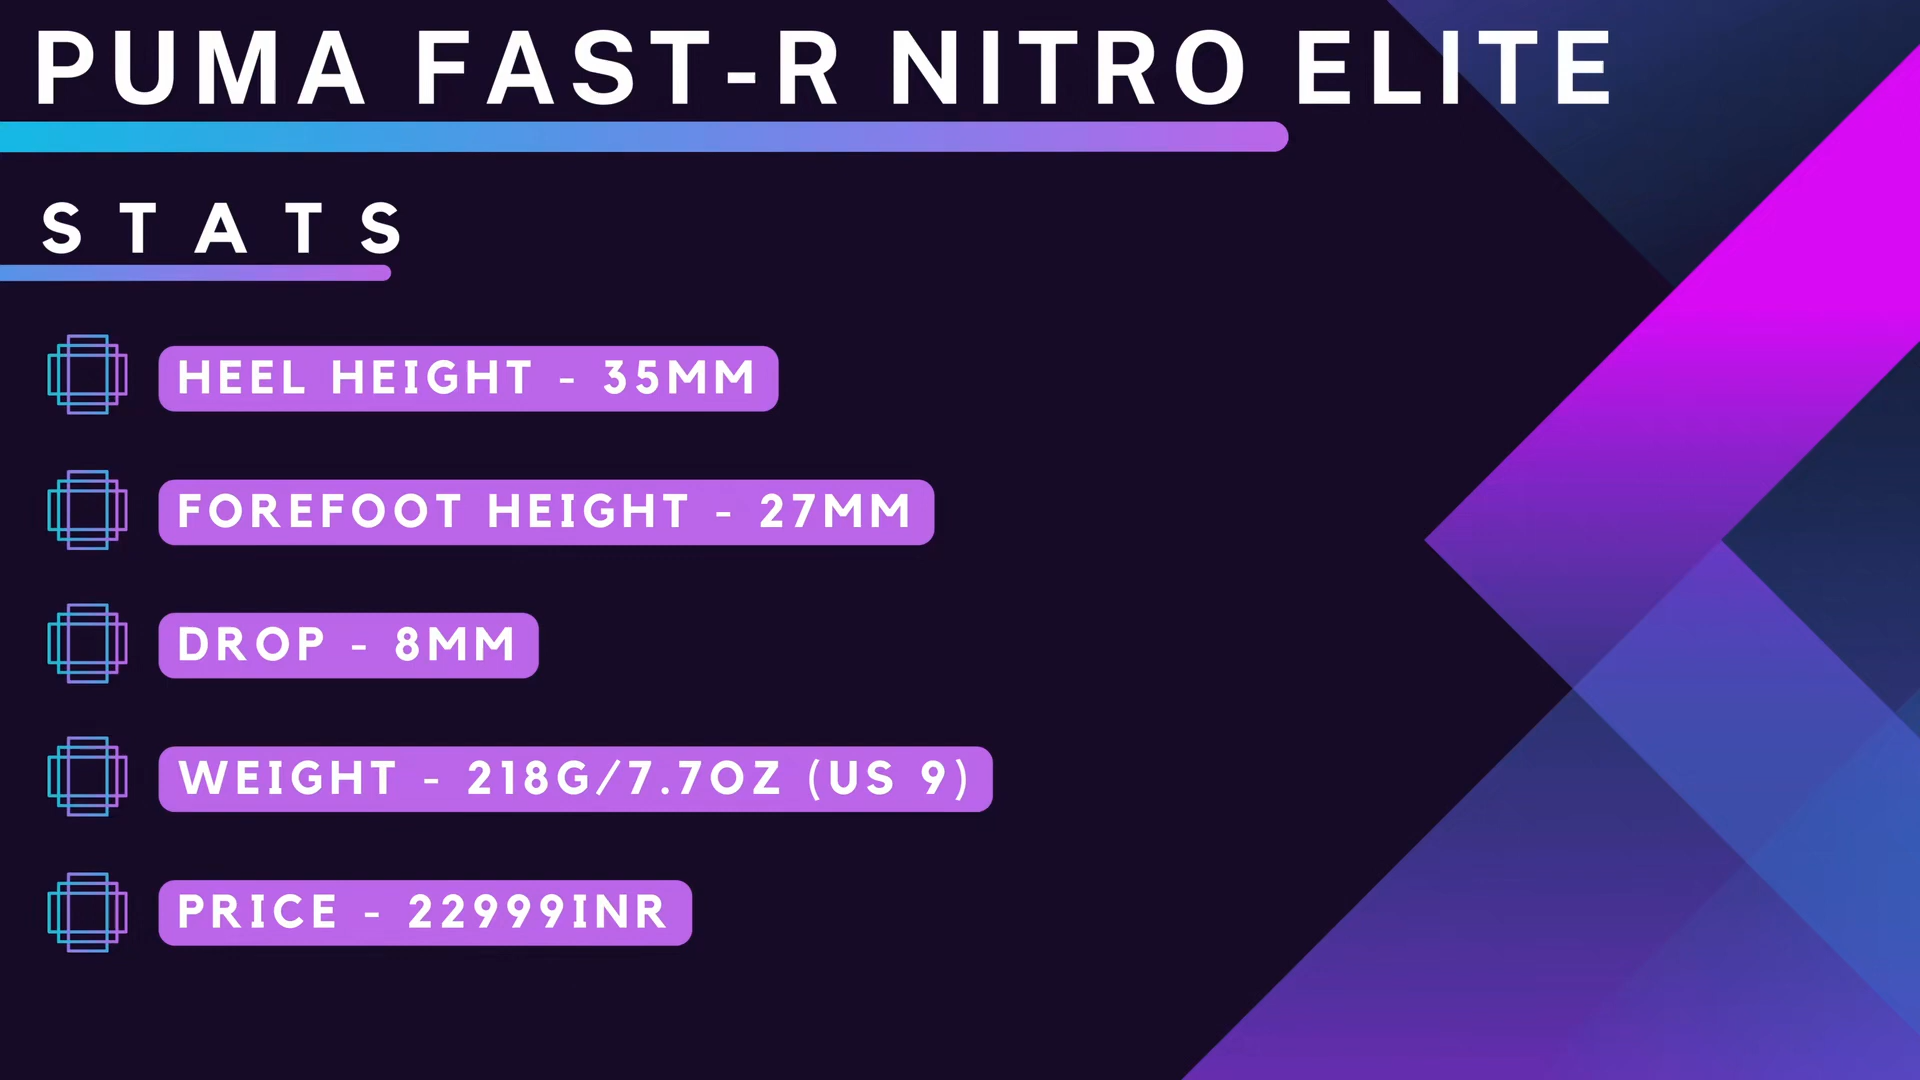 PUMA FAST-R NITRO ELITE
STATS
HEEL HEIGHT - 35MM
FOREFOOT HEIGHT - 27MM
DROP - 8MM
WEIGHT - 218G/7.7OZ (US 9)
PRICE - 22999INR